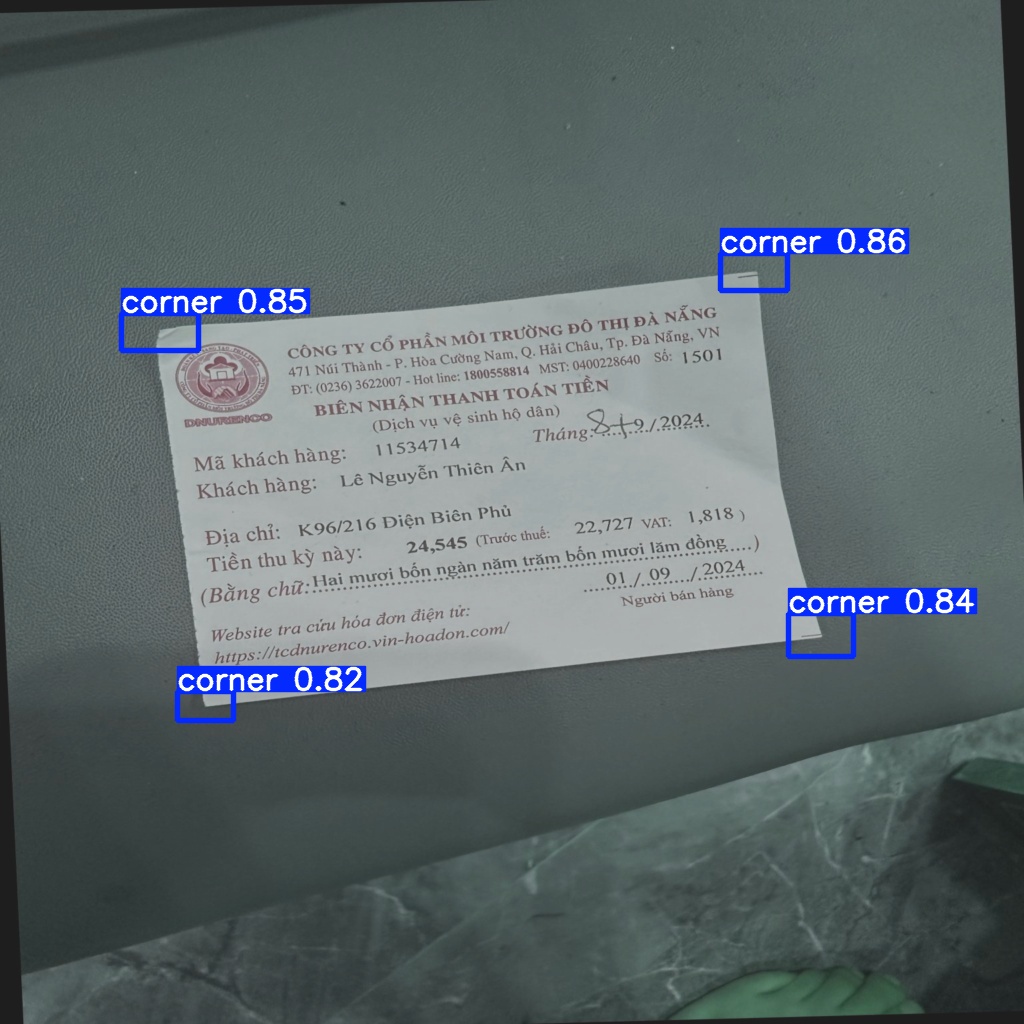 corner 0.86
corner 0.85
CÔNG TY CỔ PHẦN MÔI TRƯỜNG ĐÔ THỊ ĐÀ NẴNG
471 Núi Thành - P. Hòa Cường Nam, Q. Hải Châu, Tp. Đà Nẵng, VN
ĐT: (0236) 3622007 - Hot line: 1800558814 MST: 0400228640 Số: 1501
DNURENCO
BIÊN NHẬN THANH TOÁN TIỀN
(Dịch vụ vệ sinh hộ dân)
Mã khách hàng: 11534714 Tháng: 8+9/2024
Khách hàng: Lê Nguyễn Thiên Ân
Địa chỉ: K96/216 Điện Biên Phủ
Tiền thu kỳ này: 24,545 (Trước thuế: 22,727 VAT: 1,818 )
(Bằng chữ: Hai mươi bốn ngàn năm trăm bốn mươi lăm đồng....)
01 / 09 / 2024
Người bán hàng
Website tra cứu hóa đơn điện tử:
https://tcdnurenco.vin-hoadon.com/
corner 0.84
corner 0.82